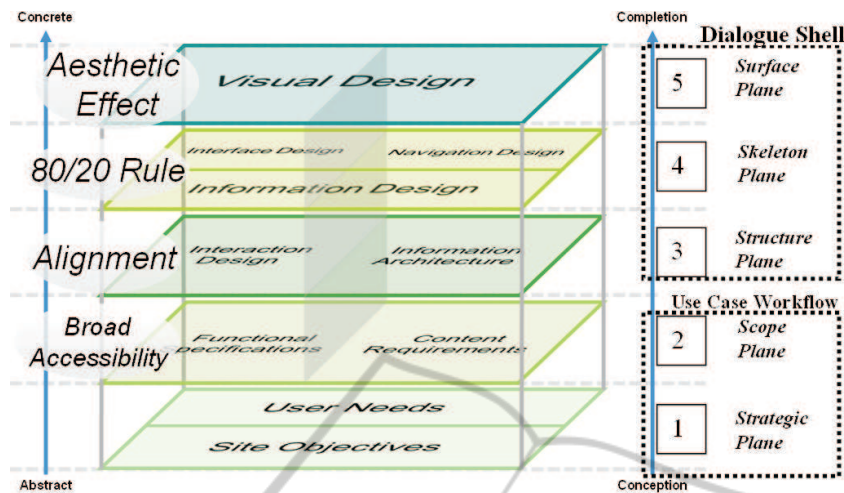 Concrete
Completion
Dialogue Shell
Aesthetic
Effect
Visual Design
5
Surface
Plane
80/20 Rule
Interface Design
Navigation Design
Information Design
4
Skeleton
Plane
Alignment
Interaction
Design
Information
Architecture
3
Structure
Plane
Use Case Workflow
Broad
Accessibility
Functional
Specifications
Content
Requirements
2
Scope
Plane
User Needs
Site Objectives
1
Strategic
Plane
Abstract
Conception